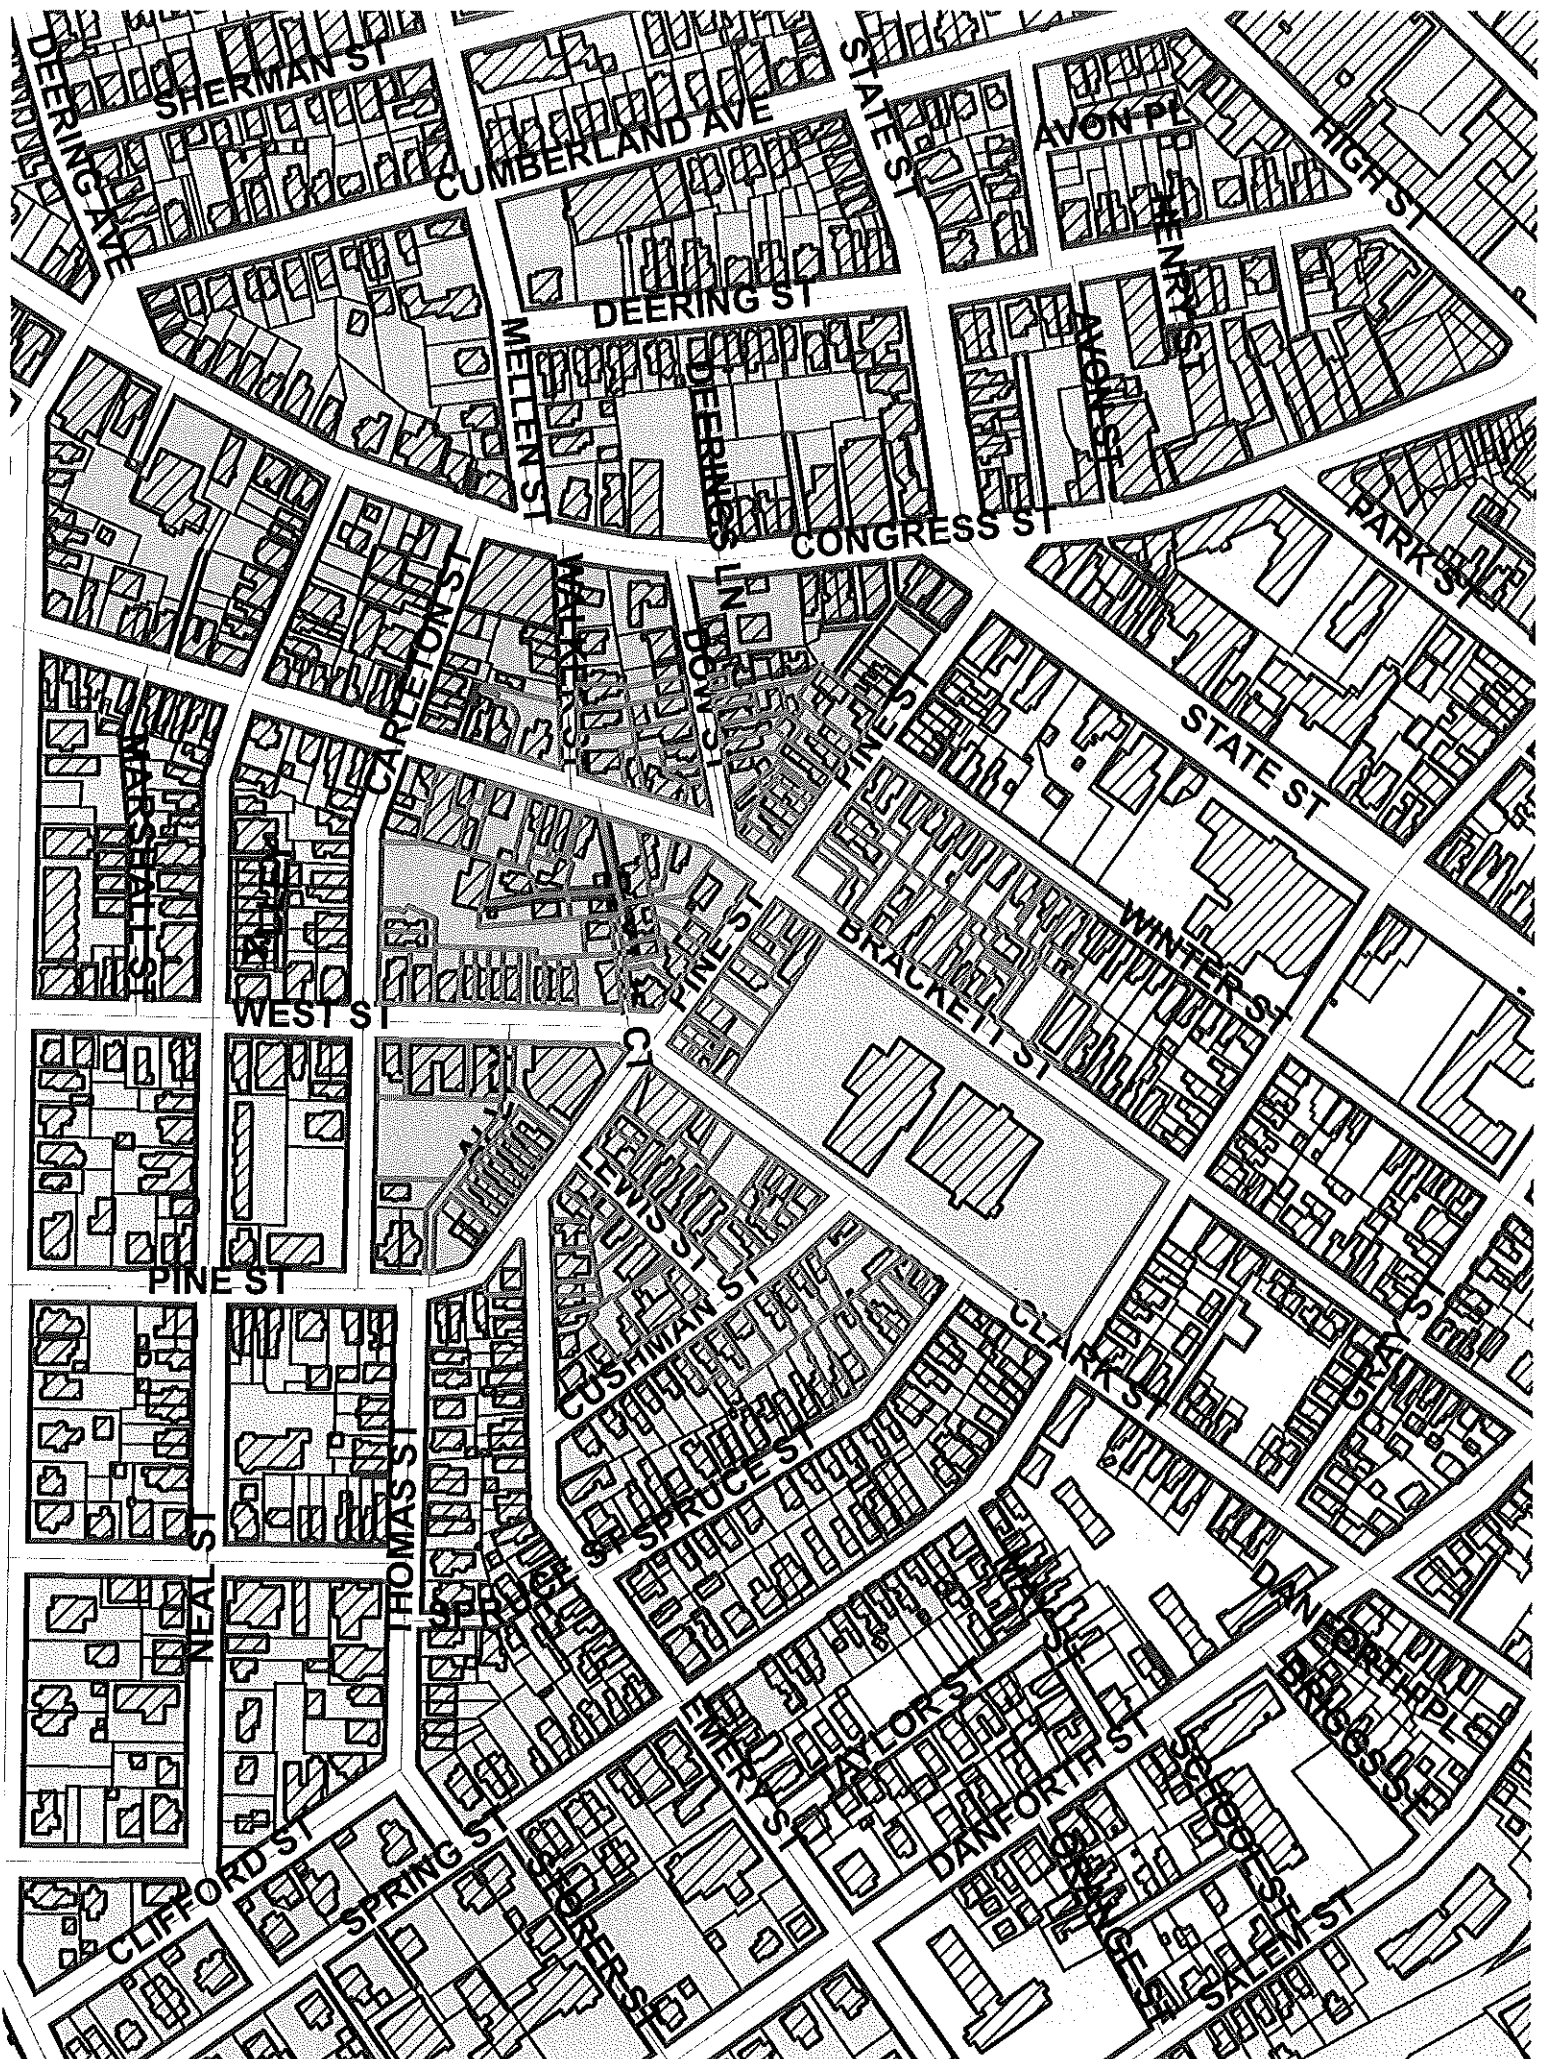 SHERMAN ST
DEERING AVE
CUMBERLAND AVE
STATE ST
AVON PL
HIGH ST
HENRY ST
DEERING ST
MELLEN ST
DEERINGS LN
AVON ST
CONGRESS ST
PARK ST
CARLETON ST
WALKER ST
DOW ST
PINE ST
STATE ST
MARSHALL ST
PINE ST
BRACKETT ST
WINTER ST
WEST ST
CT
LEWIS ST
PINE ST
CUSHMAN ST
CLARK ST
GRAY ST
SPRUCE ST
SPRUCE ST
THOMAS ST
NEAL ST
DANFORTH PL
BRIGGS ST
TAYLOR ST
EMERY ST
DANFORTH ST
SCHOOL ST
ORANGE ST
SALEM ST
CLIFFORD ST
SPRING ST
STORER ST